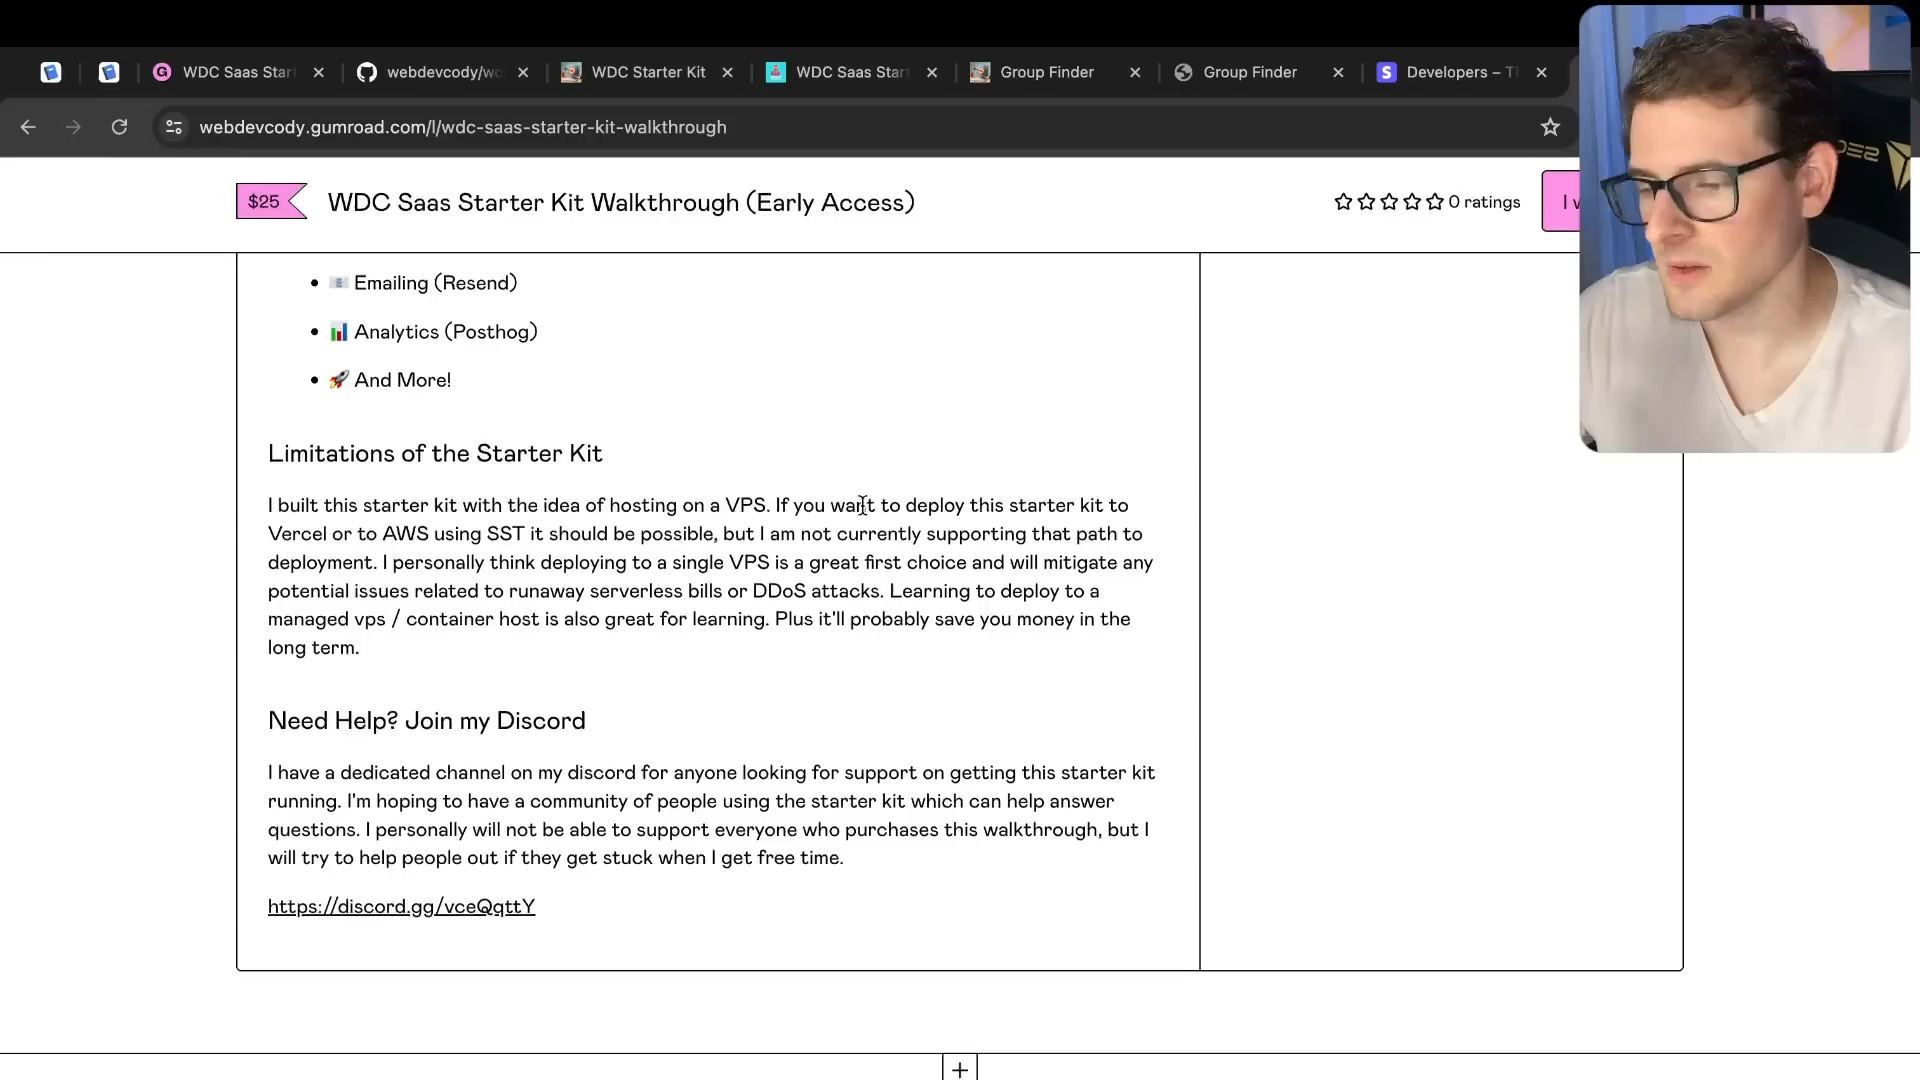 WDC Saas Star
webdevcody/wd
WDC Starter Kit
WDC Saas Star
Group Finder
Group Finder
Developers – T
webdevcody.gumroad.com/l/wdc-saas-starter-kit-walkthrough
$25
WDC Saas Starter Kit Walkthrough (Early Access)
0 ratings
I
Emailing (Resend)
Analytics (Posthog)
And More!
Limitations of the Starter Kit
I built this starter kit with the idea of hosting on a VPS. If you want to deploy this starter kit to
Vercel or to AWS using SST it should be possible, but I am not currently supporting that path to
deployment. I personally think deploying to a single VPS is a great first choice and will mitigate any
potential issues related to runaway serverless bills or DDoS attacks. Learning to deploy to a
managed vps / container host is also great for learning. Plus it'll probably save you money in the
long term.
Need Help? Join my Discord
I have a dedicated channel on my discord for anyone looking for support on getting this starter kit
running. I'm hoping to have a community of people using the starter kit which can help answer
questions. I personally will not be able to support everyone who purchases this walkthrough, but I
will try to help people out if they get stuck when I get free time.
https://discord.gg/vceQqttY